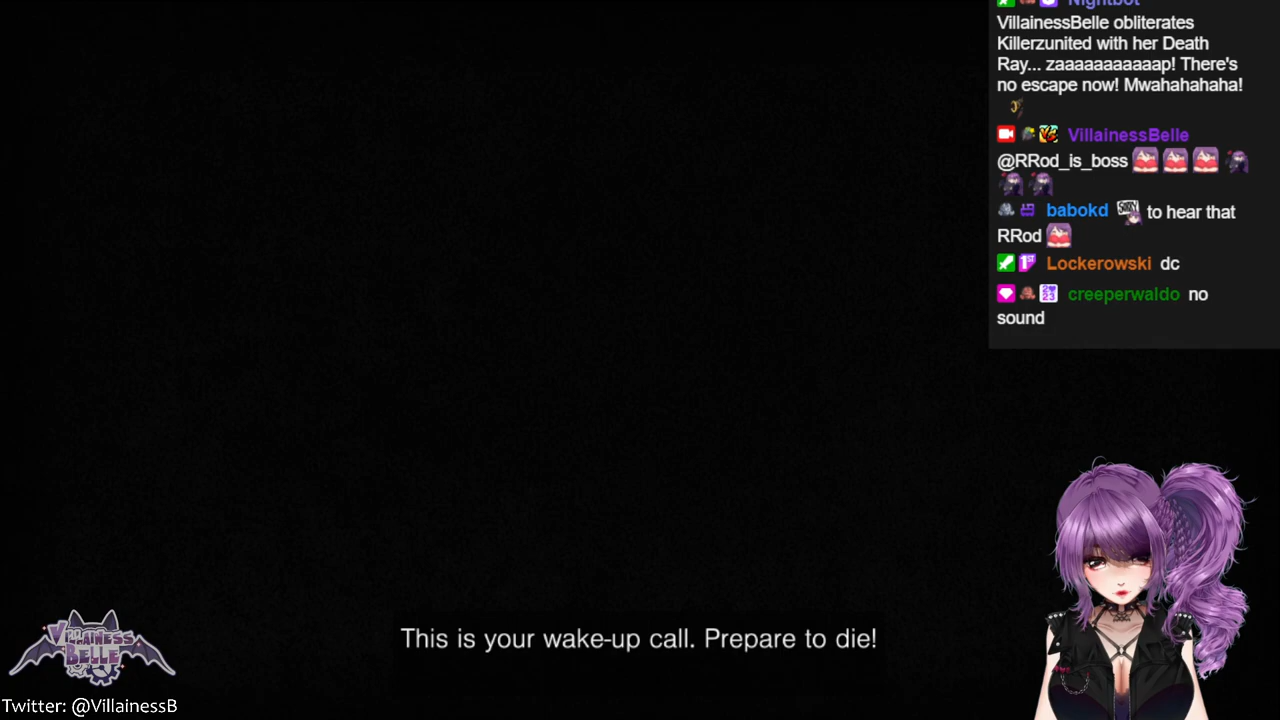 Nightbot
VillainessBelle obliterates
Killerzunited with her Death
Ray... zaaaaaaaaaaap! There's
no escape now! Mwahahahaha!
VillainessBelle
@RRod_is_boss
babokd to hear that
RRod
Lockerowski dc
creeperwaldo no
sound
This is your wake-up call. Prepare to die!
VILLAINESS
BELLE
Twitter: @VillainessB